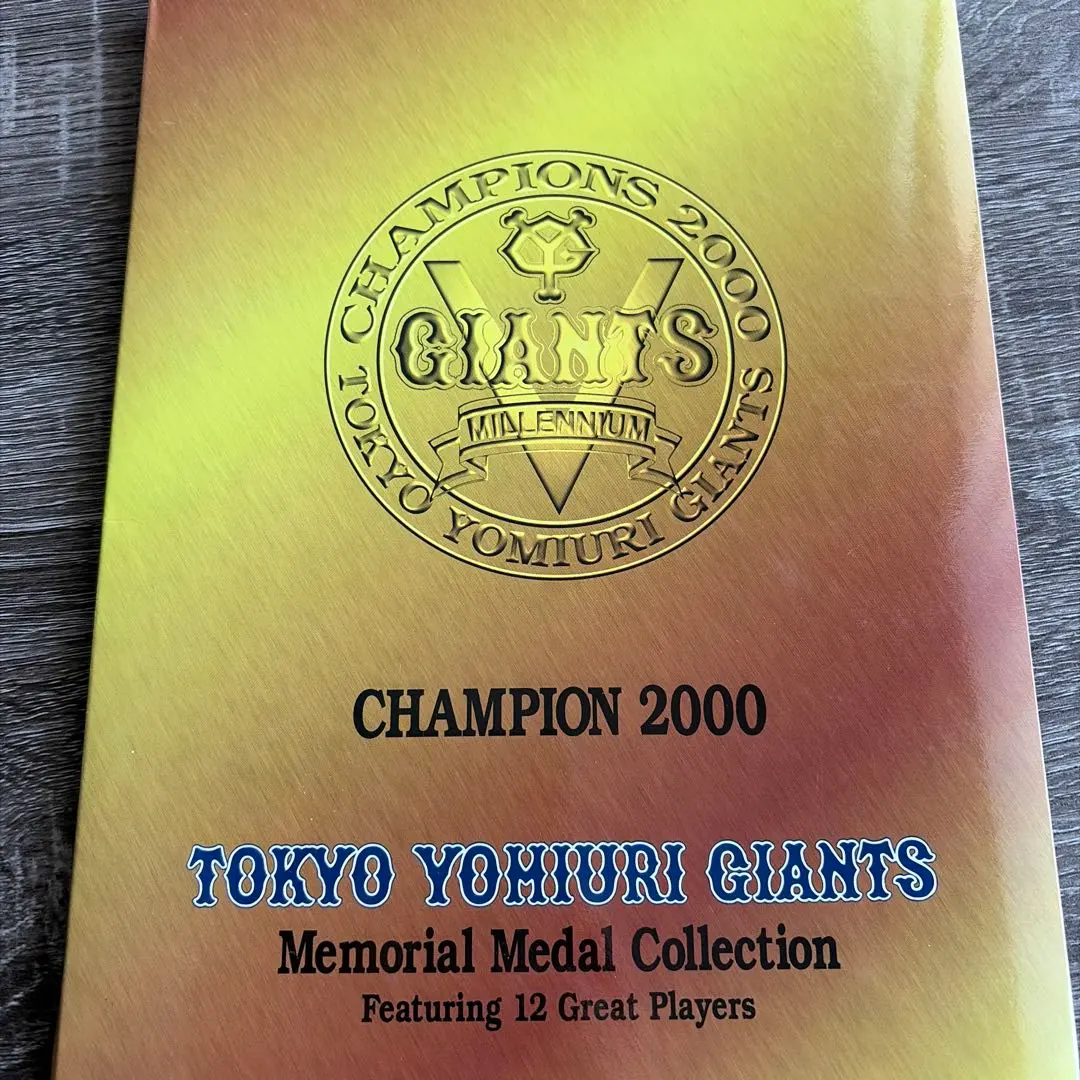 CHAMPIONS 2000
YG
GIANTS
MILLENNIUM
TOKYO YOMIURI GIANTS
CHAMPION 2000
TOKYO YOMIURI GIANTS
Memorial Medal Collection
Featuring 12 Great Players